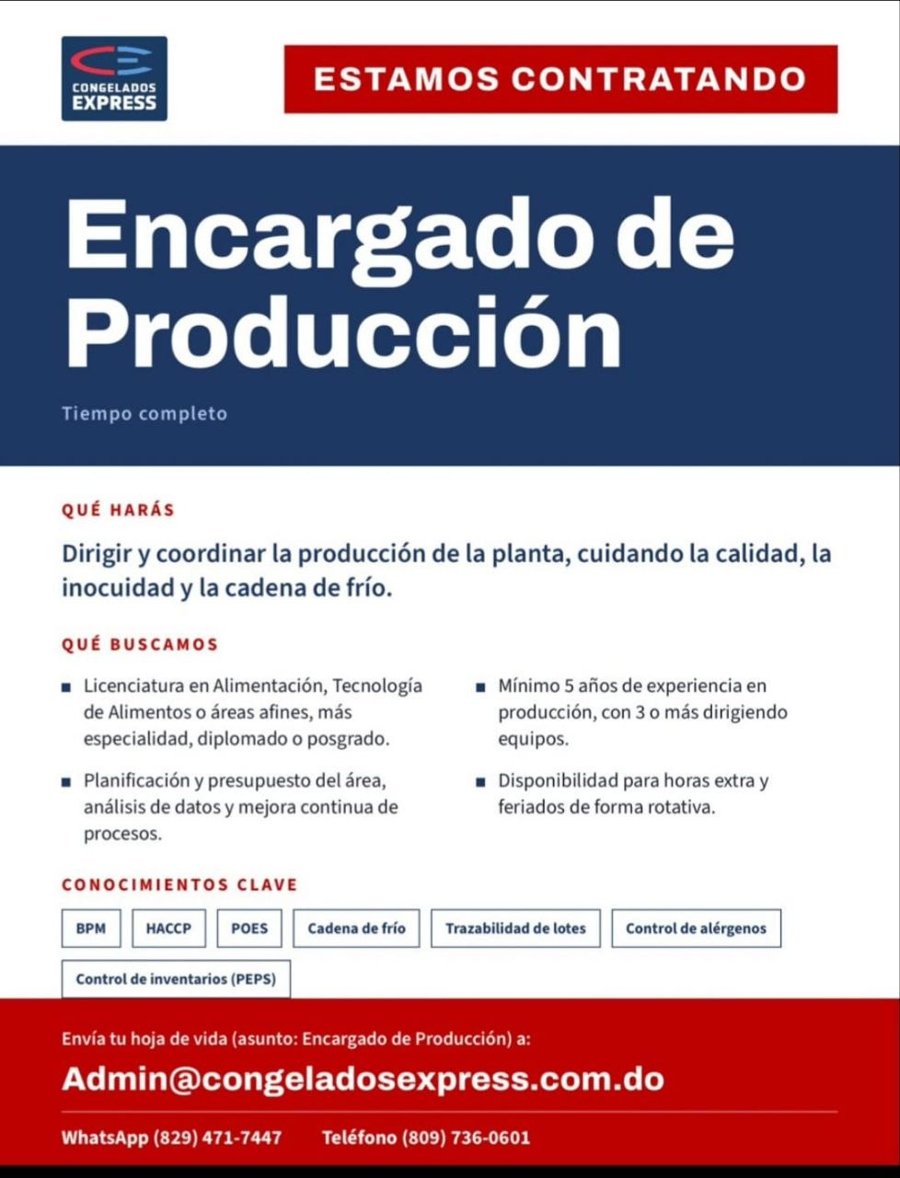 CONGELADOS
EXPRESS
ESTAMOS CONTRATANDO
Encargado de
Producción
Tiempo completo
QUÉ HARÁS
Dirigir y coordinar la producción de la planta, cuidando la calidad, la
inocuidad y la cadena de frío.
QUÉ BUSCAMOS
Licenciatura en Alimentación, Tecnología
de Alimentos o áreas afines, más
especialidad, diplomado o posgrado.
Mínimo 5 años de experiencia en
producción, con 3 o más dirigiendo
equipos.
Planificación y presupuesto del área,
análisis de datos y mejora continua de
procesos.
Disponibilidad para horas extra y
feriados de forma rotativa.
CONOCIMIENTOS CLAVE
BPM HACCP POES Cadena de frío Trazabilidad de lotes Control de alérgenos
Control de inventarios (PEPS)
Envía tu hoja de vida (asunto: Encargado de Producción) a:
Admin@congeladosexpress.com.do
WhatsApp (829) 471-7447 Teléfono (809) 736-0601